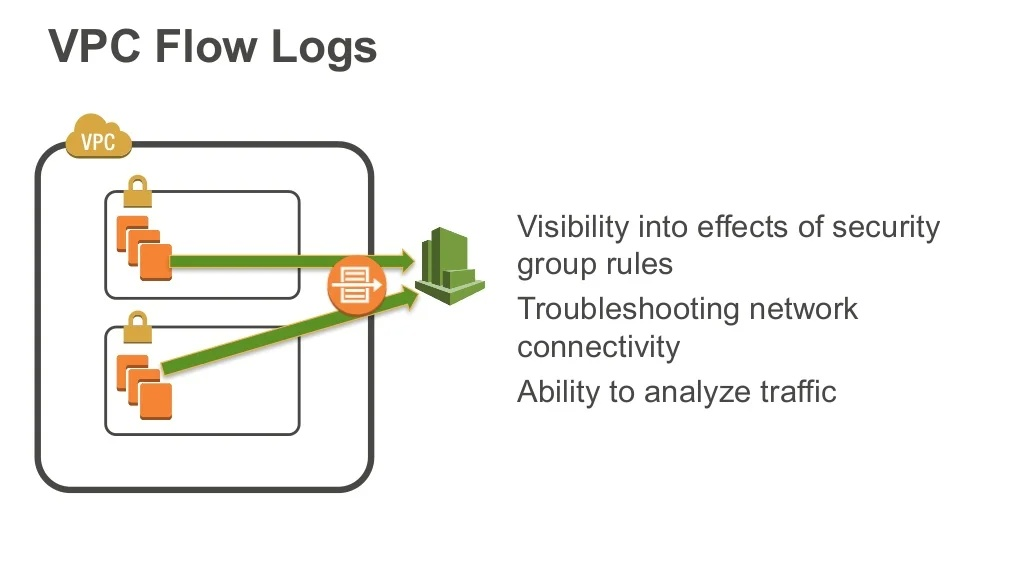 VPC Flow Logs
VPC
Visibility into effects of security
group rules
Troubleshooting network
connectivity
Ability to analyze traffic